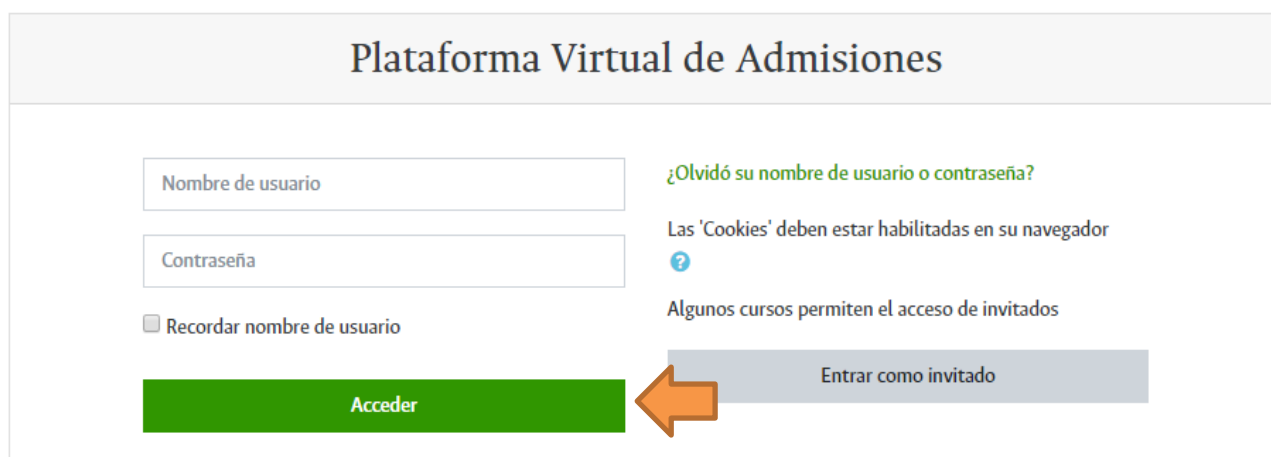 Plataforma Virtual de Admisiones
Nombre de usuario
Contraseña
Recordar nombre de usuario
Acceder
¿Olvidó su nombre de usuario o contraseña?
Las 'Cookies' deben estar habilitadas en su navegador
?
Algunos cursos permiten el acceso de invitados
Entrar como invitado